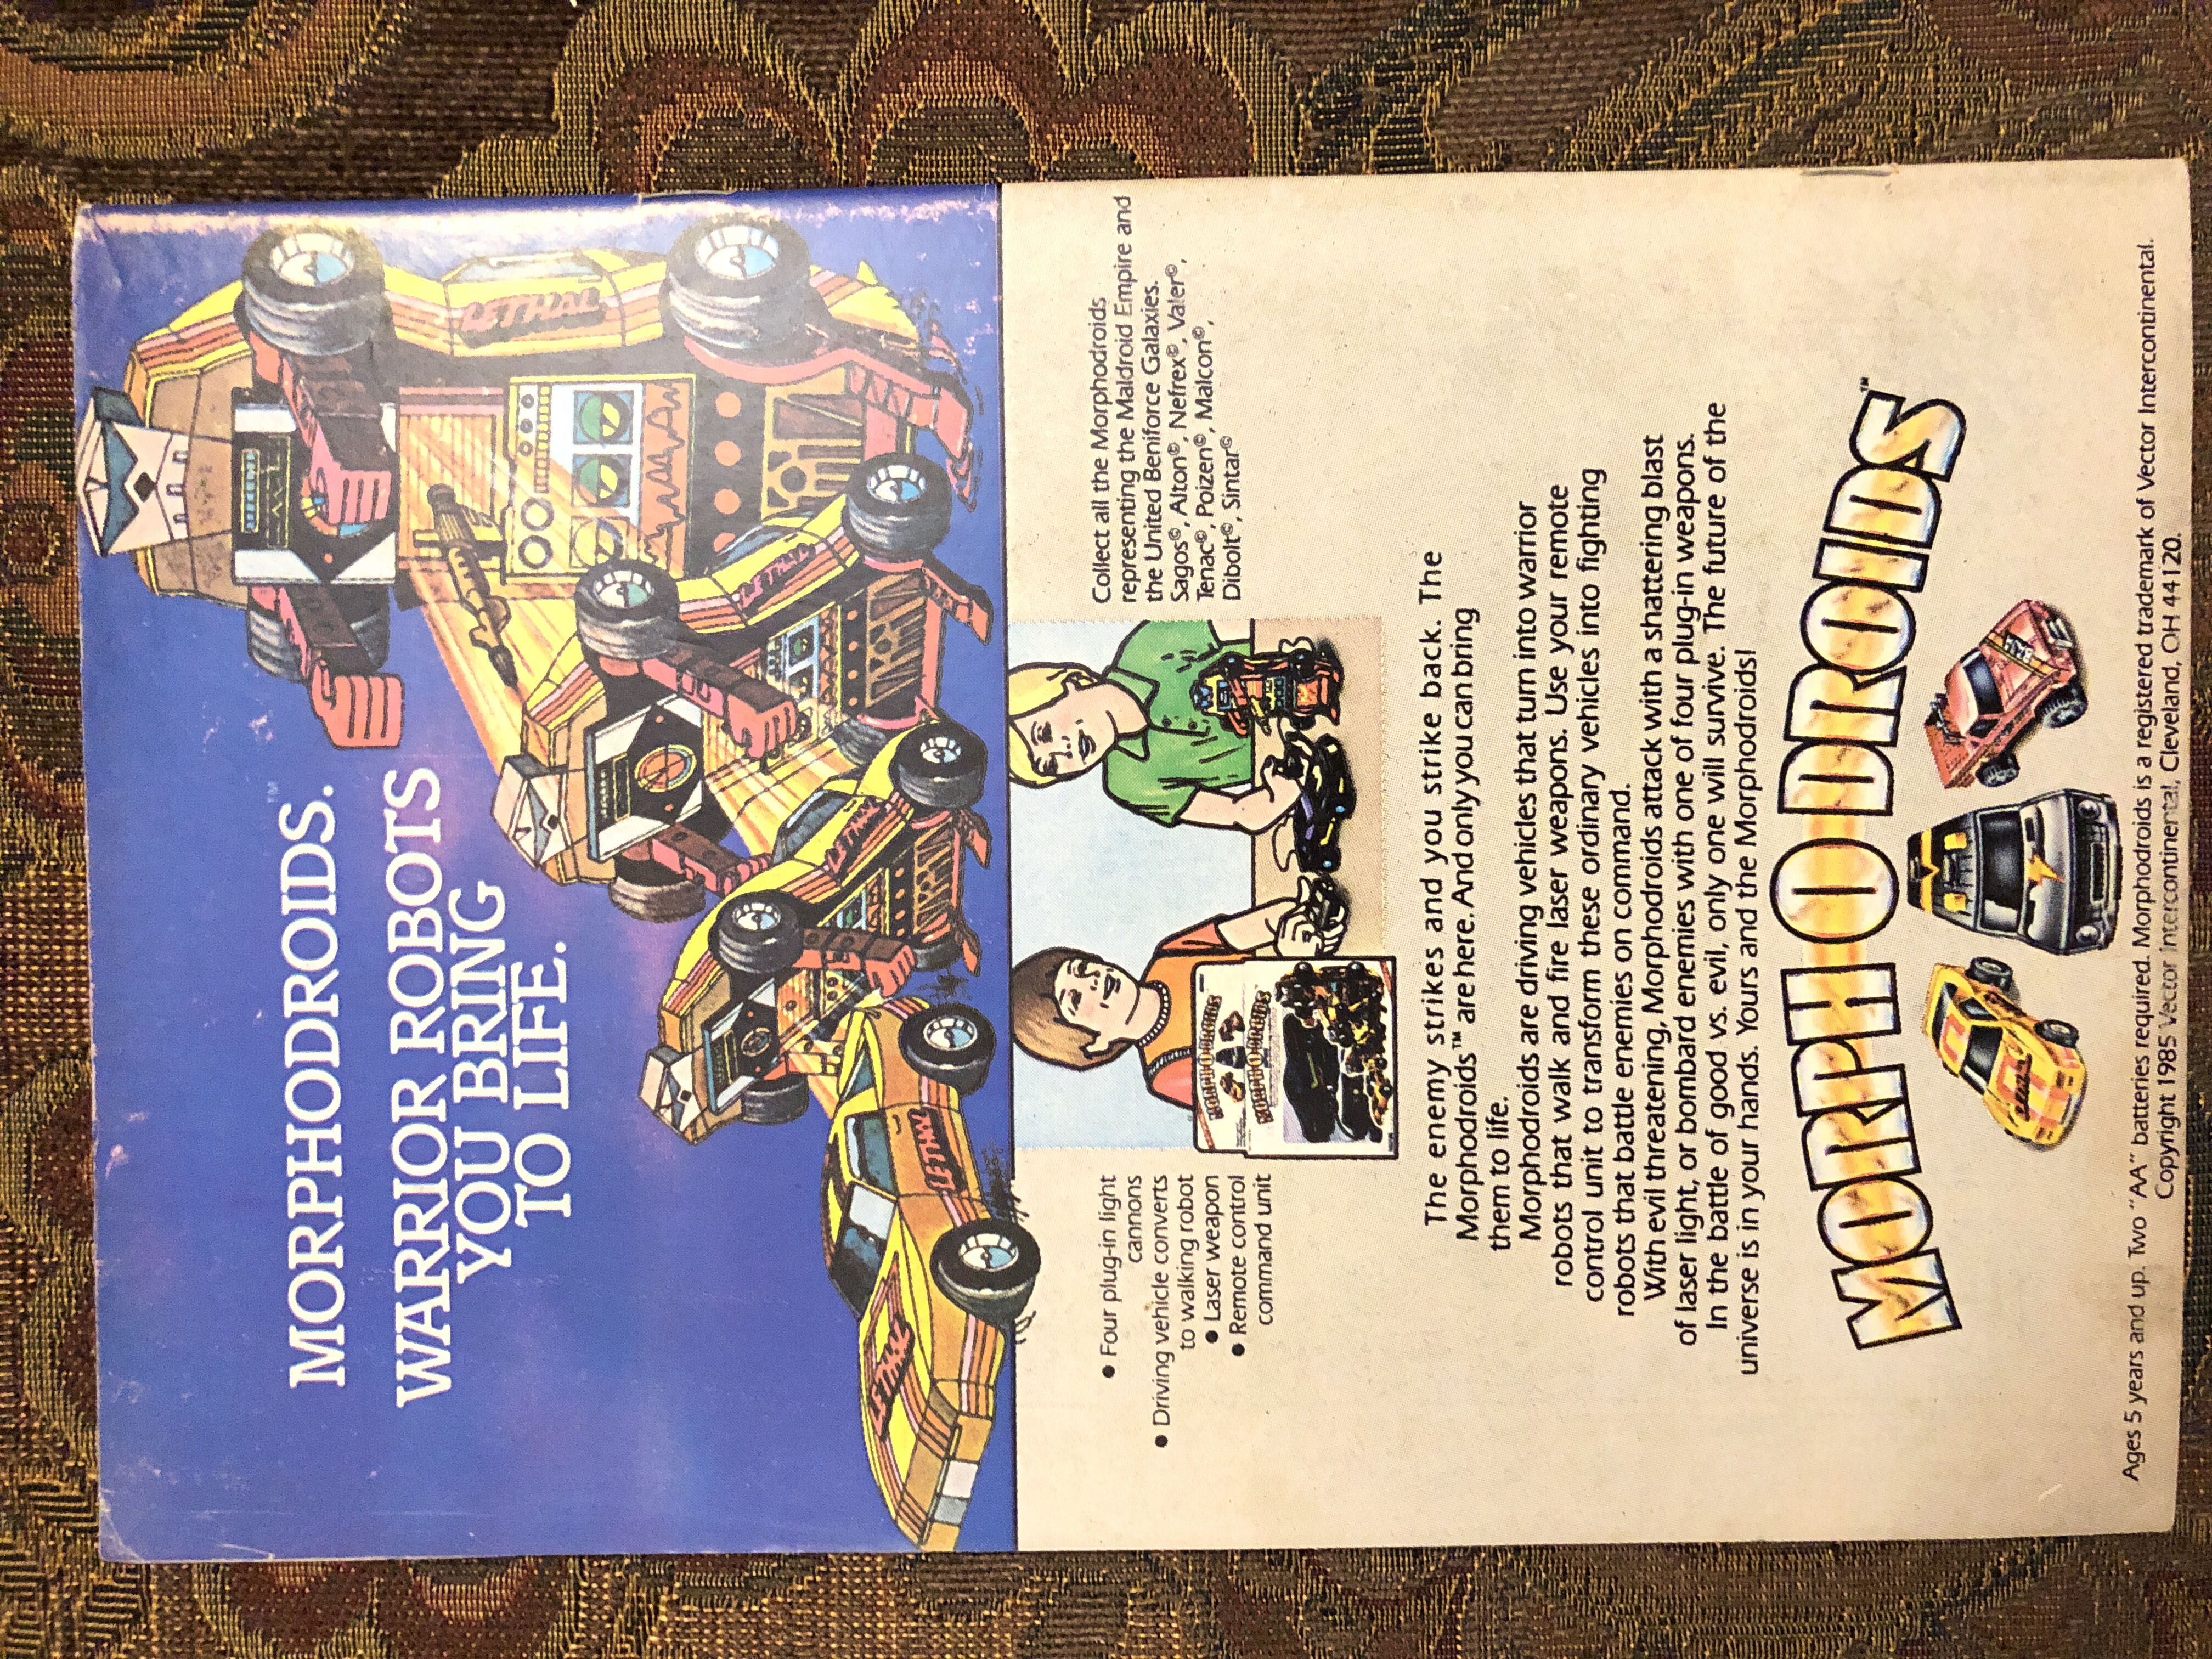 MORPHODROIDS.™
WARRIOR ROBOTS
YOU BRING
TO LIFE.
LETHAL
LETHAL
LETHAL
LETHAL
LETHAL
• Four plug-in light
cannons
• Driving vehicle converts
to walking robot
• Laser weapon
• Remote control
command unit
MORPHODROIDS
MORPHODROIDS
Collect all the Morphodroids
representing the Maldroid Empire and
the United Beniforce Galaxies.
Sagos©, Alton©, Nefrex©, Valer©,
Tenac©, Poizen©, Malcon©,
Dibolt©, Sintar©
The enemy strikes and you strike back. The
Morphodroids™ are here. And only you can bring
them to life.
Morphodroids are driving vehicles that turn into warrior
robots that walk and fire laser weapons. Use your remote
control unit to transform these ordinary vehicles into fighting
robots that battle enemies on command.
With evil threatening, Morphodroids attack with a shattering blast
of laser light, or bombard enemies with one of four plug-in weapons.
In the battle of good vs. evil, only one will survive. The future of the
universe is in your hands. Yours and the Morphodroids!
MORPHODROIDS™
Ages 5 years and up. Two "AA" batteries required. Morphodroids is a registered trademark of Vector Intercontinental.
Copyright 1985 Vector Intercontinental, Cleveland, OH 44120.